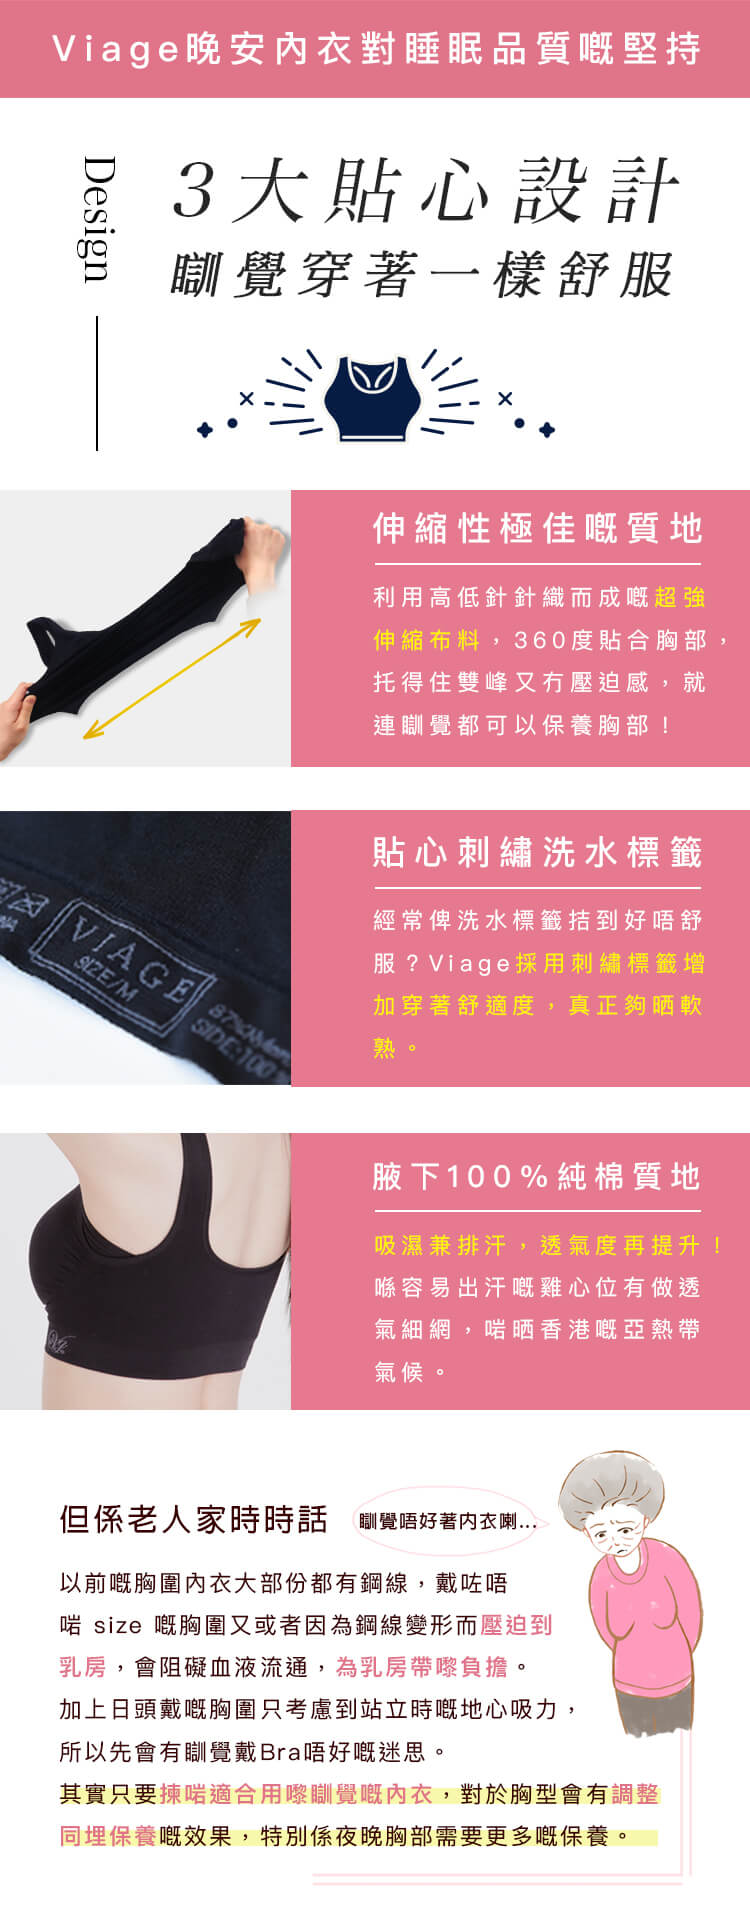 Viage晚安內衣對睡眠品質嘅堅持
Design
3大貼心設計
瞓覺穿著一樣舒服
伸縮性極佳嘅質地
利用高低針針織而成嘅超強
伸縮布料，360度貼合胸部，
托得住雙峰又冇壓迫感，就
連瞓覺都可以保養胸部！
貼心刺繡洗水標籤
經常俾洗水標籤拮到好唔舒
服？Viage採用刺繡標籤增
加穿著舒適度，真正夠晒軟
熟。
VIAGE
SIZE/M
腋下100%純棉質地
吸濕兼排汗，透氣度再提升！
喺容易出汗嘅雞心位有做透
氣細網，啱晒香港嘅亞熱帶
氣候。
但係老人家時時話
瞓覺唔好著內衣喇...
以前嘅胸圍內衣大部份都有鋼線，戴咗唔
啱 size 嘅胸圍又或者因為鋼線變形而壓迫到
乳房，會阻礙血液流通，為乳房帶嚟負擔。
加上日頭戴嘅胸圍只考慮到站立時嘅地心吸力，
所以先會有瞓覺戴Bra唔好嘅迷思。
其實只要揀啱適合用嚟瞓覺嘅內衣，對於胸型會有調整
同埋保養嘅效果，特別係夜晚胸部需要更多嘅保養。